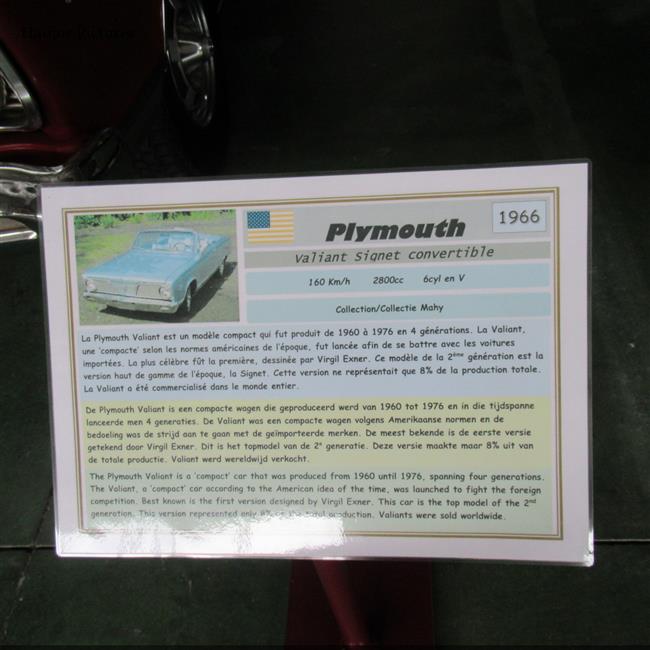 Plymouth
1966
Valiant Signet convertible
160 Km/h 2800cc 6cyl en V
Collection/Collectie Mahy
La Plymouth Valiant est un modèle compact qui fut produit de 1960 à 1976 en 4 générations. La Valiant,
une 'compacte' selon les normes américaines de l'époque, fut lancée afin de se battre avec les voitures
importées. La plus célèbre fût la première, dessinée par Virgil Exner. Ce modèle de la 2ème génération est la
version haut de gamme de l'époque, la Signet. Cette version ne représentait que 8% de la production totale.
La Valiant a été commercialisé dans le monde entier.
De Plymouth Valiant is een compacte wagen die geproduceerd werd van 1960 tot 1976 en in die tijdspanne
lanceerde men 4 generaties. De Valiant was een compacte wagen volgens Amerikaanse normen en de
bedoeling was de strijd aan te gaan met de geïmporteerde merken. De meest bekende is de eerste versie
getekend door Virgil Exner. Dit is het topmodel van de 2e generatie. Deze versie maakte maar 8% uit van
de totale productie. Valiant werd wereldwijd verkocht.
The Plymouth Valiant is a 'compact' car that was produced from 1960 until 1976, spanning four generations.
The Valiant, a 'compact' car according to the American idea of the time, was launched to fight the foreign
competition. Best known is the first version designed by Virgil Exner. This car is the top model of the 2nd
generation. This version represented only 8% of the total production. Valiants were sold worldwide.